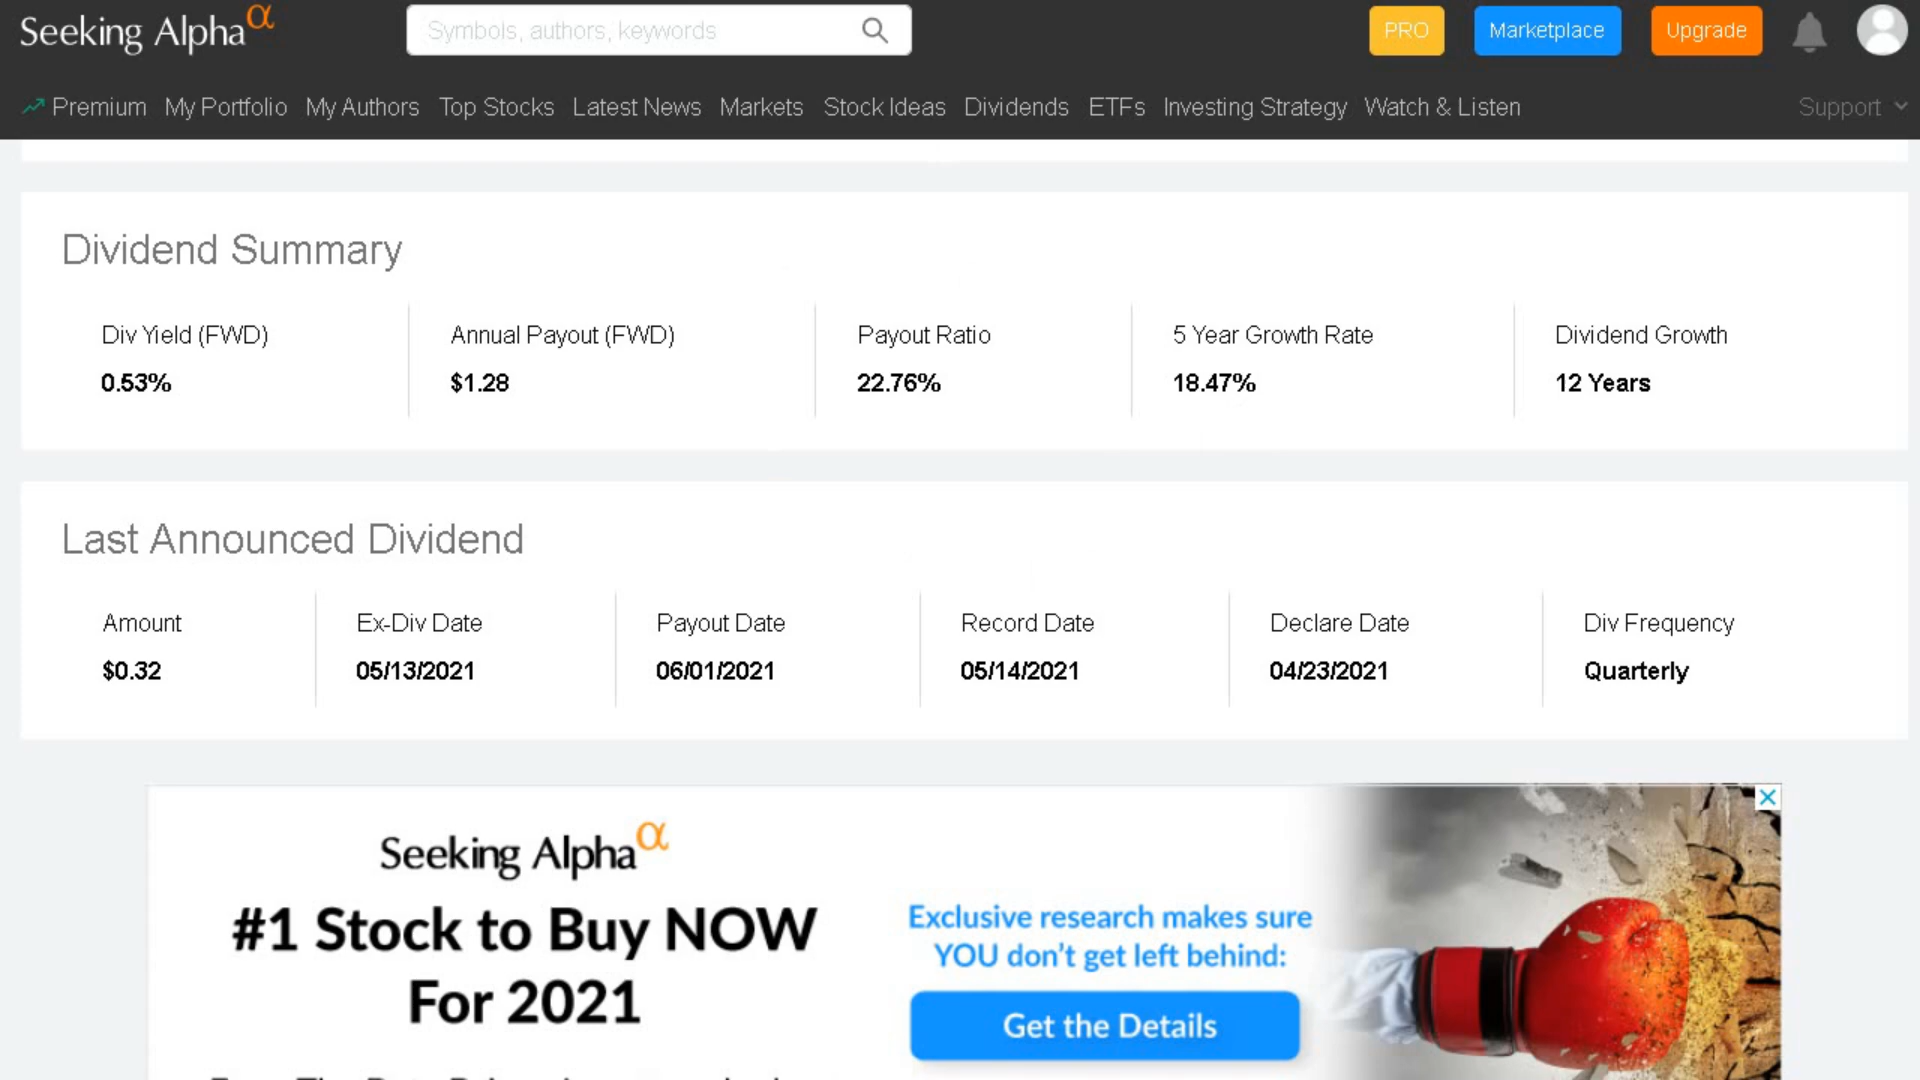 Seeking Alpha α
Symbols, authors, keywords
PRO
Marketplace
Upgrade
Premium My Portfolio My Authors Top Stocks Latest News Markets Stock Ideas Dividends ETFs Investing Strategy Watch & Listen Support
Dividend Summary
Div Yield (FWD) Annual Payout (FWD) Payout Ratio 5 Year Growth Rate Dividend Growth
0.53% $1.28 22.76% 18.47% 12 Years
Last Announced Dividend
Amount Ex-Div Date Payout Date Record Date Declare Date Div Frequency
$0.32 05/13/2021 06/01/2021 05/14/2021 04/23/2021 Quarterly
Seeking Alpha α
#1 Stock to Buy NOW
For 2021
Exclusive research makes sure
YOU don't get left behind:
Get the Details